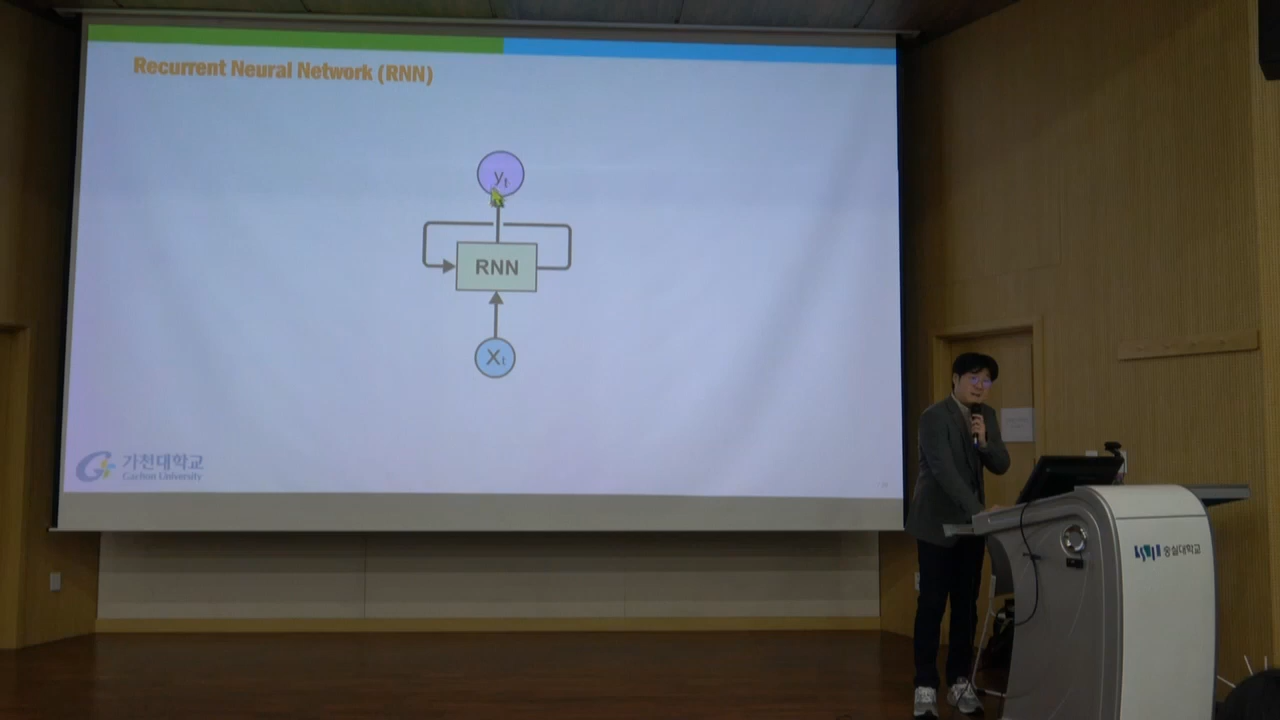 Recurrent Neural Network (RNN)
yt
RNN
Xt
가천대학교
Gachon University
숭실대학교